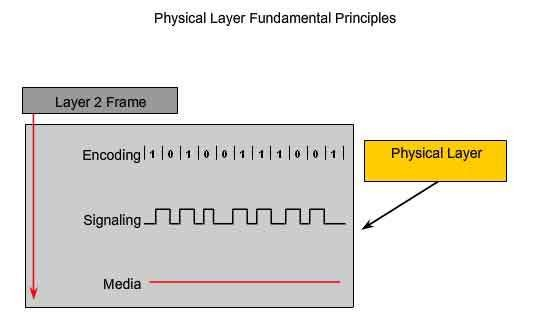 Physical Layer Fundamental Principles
Layer 2 Frame
Encoding | 1 | 0 | 1 | 0 | 0 | 1 | 1 | 1 | 0 | 0 | 1 |
Physical Layer
Signaling
Media